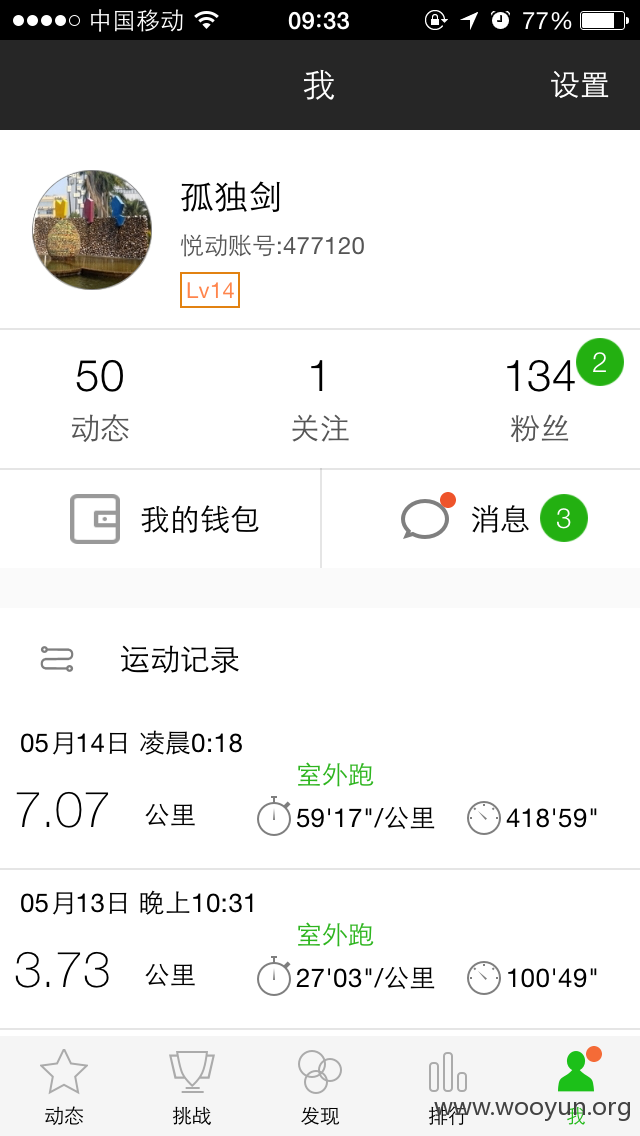 中国移动 09:33 77%
我 设置
孤独剑
悦动账号:477120
Lv14
50 1 134 2
动态 关注 粉丝
我的钱包 消息 3
运动记录
05月14日 凌晨0:18
室外跑
7.07 公里 59'17"/公里 418'59"
05月13日 晚上10:31
室外跑
3.73 公里 27'03"/公里 100'49"
动态 挑战 发现 排行 我
www.wooyun.org